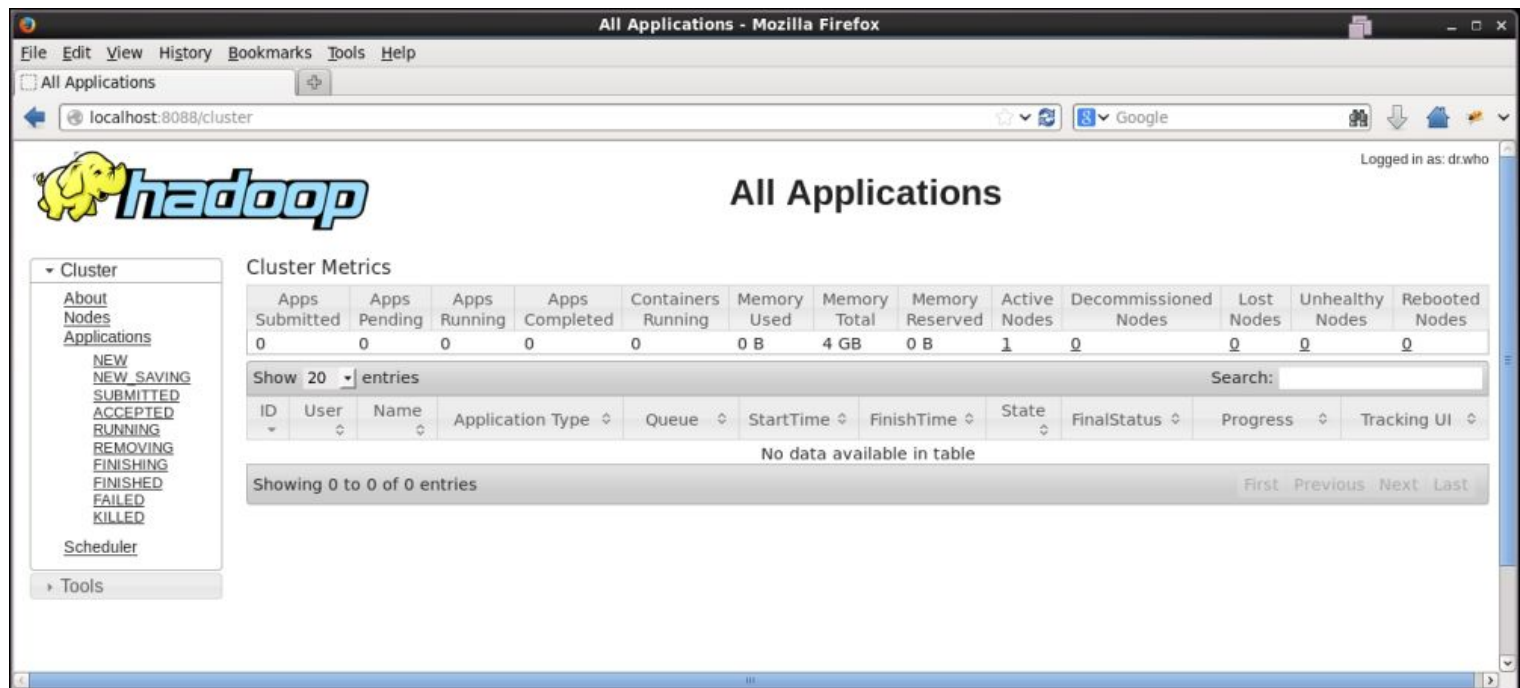 All Applications - Mozilla Firefox
File Edit View History Bookmarks Tools Help
All Applications
localhost:8088/cluster
Google
Logged in as: dr.who
hadoop
All Applications
Cluster
About
Nodes
Applications
NEW
NEW_SAVING
SUBMITTED
ACCEPTED
RUNNING
REMOVING
FINISHING
FINISHED
FAILED
KILLED
Scheduler
Tools
Cluster Metrics
Apps Submitted Apps Pending Apps Running Apps Completed Containers Running Memory Used Memory Total Memory Reserved Active Nodes Decommissioned Nodes Lost Nodes Unhealthy Nodes Rebooted Nodes
0 0 0 0 0 0 B 4 GB 0 B 1 0 0 0 0
Show 20 entries Search:
ID User Name Application Type Queue StartTime FinishTime State FinalStatus Progress Tracking UI
No data available in table
Showing 0 to 0 of 0 entries First Previous Next Last